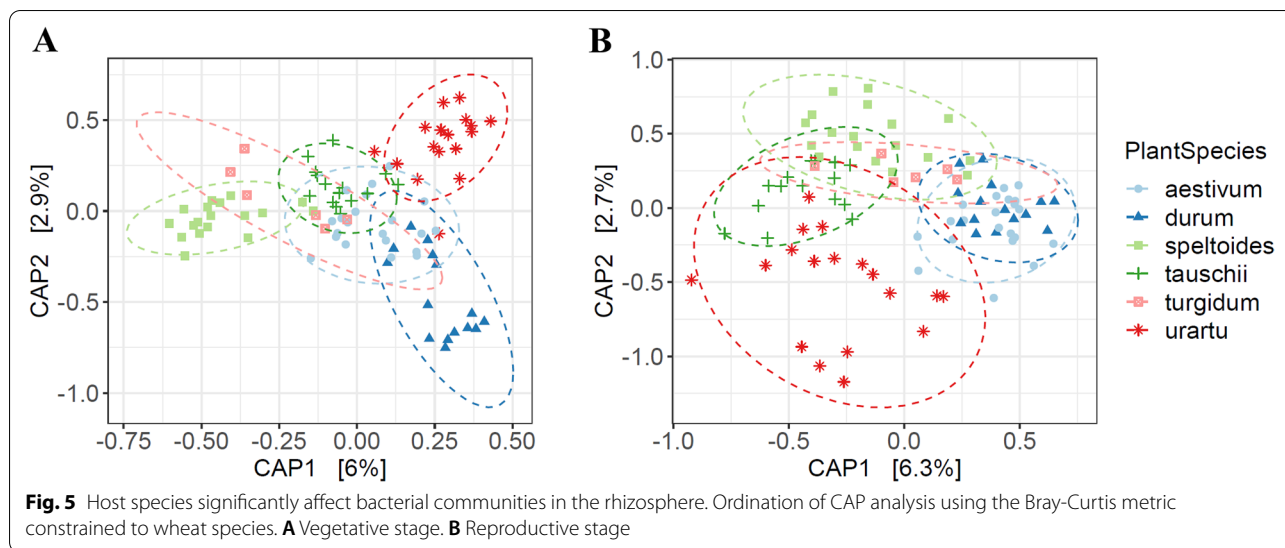 A
B
0.5
0.0
-0.5
-1.0
CAP2 [2.9%]
-0.75
-0.50
-0.25
0.00
0.25
0.50
CAP1 [6%]
1.0
0.5
0.0
-0.5
-1.0
CAP2 [2.7%]
-1.0
-0.5
0.0
0.5
CAP1 [6.3%]
PlantSpecies
aestivum
durum
speltoides
tauschii
turgidum
urartu
Fig. 5 Host species significantly affect bacterial communities in the rhizosphere. Ordination of CAP analysis using the Bray-Curtis metric
constrained to wheat species. A Vegetative stage. B Reproductive stage